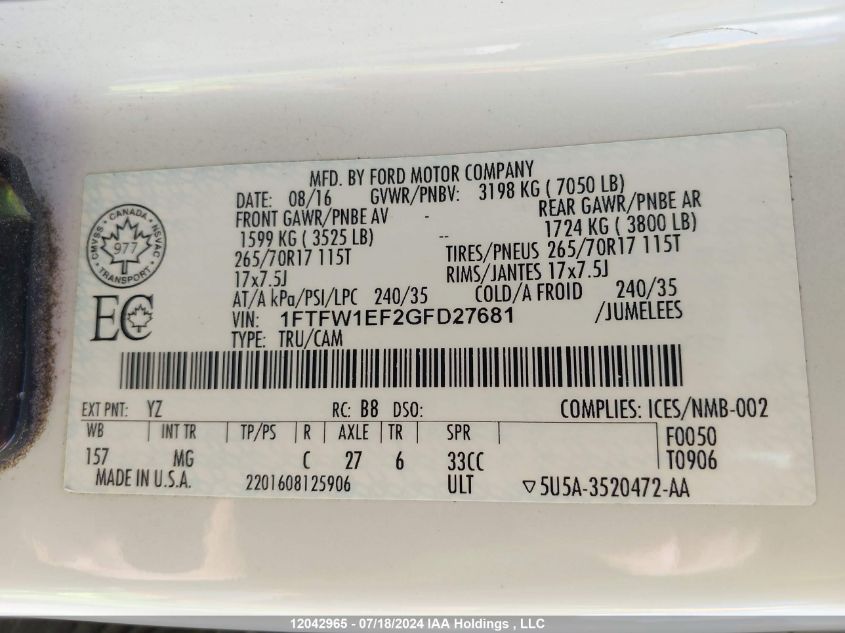 MFD. BY FORD MOTOR COMPANY
DATE: 08/16 GVWR/PNBV: 3198 KG ( 7050 LB)
FRONT GAWR/PNBE AV - REAR GAWR/PNBE AR
1599 KG ( 3525 LB) -- 1724 KG ( 3800 LB)
265/70R17 115T TIRES/PNEUS 265/70R17 115T
17x7.5J RIMS/JANTES 17x7.5J
AT/A kPa/PSI/LPC 240/35 COLD/A FROID 240/35
VIN: 1FTFW1EF2GFD27681 /JUMELEES
TYPE: TRU/CAM
CMVSS • CANADA • NSVAC
977
TRANSPORT
EC
EXT PNT: YZ RC: B8 DSO: COMPLIES: ICES/NMB-002
WB INT TR TP/PS R AXLE TR SPR F0050
157 MG C 27 6 33CC T0906
MADE IN U.S.A. 2201608125906 ULT ▽5U5A-3520472-AA
12042965 - 07/18/2024 IAA Holdings , LLC